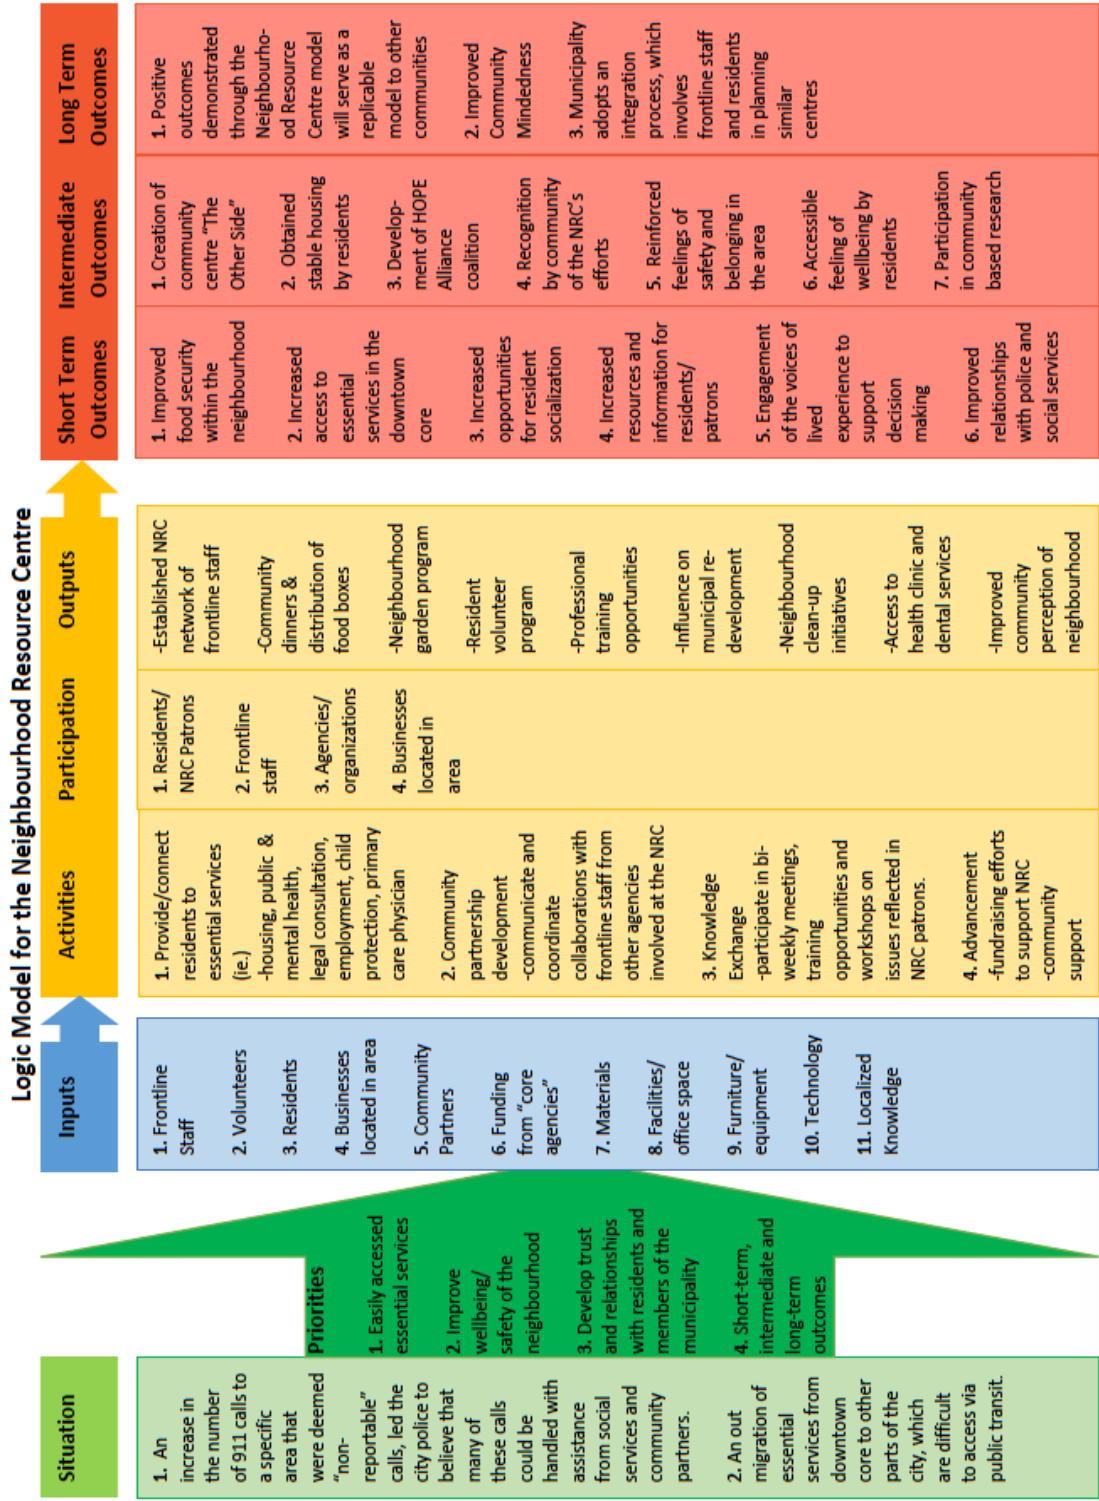 Logic Model for the Neighbourhood Resource Centre
Situation
1. An
increase in
the number
of 911 calls to
a specific
area that
were deemed
"non-
reportable"
calls, led the
city police to
believe that
many of
these calls
could be
handled with
assistance
from social
services and
community
partners.
2. An out
migration of
essential
services from
downtown
core to other
parts of the
city, which
are difficult
to access via
public transit.
Priorities
1. Easily accessed
essential services
2. Improve
wellbeing/
safety of the
neighbourhood
3. Develop trust
and relationships
with residents and
members of the
municipality
4. Short-term,
intermediate and
long-term
outcomes
Inputs
1. Frontline
Staff
2. Volunteers
3. Residents
4. Businesses
located in area
5. Community
Partners
6. Funding
from "core
agencies"
7. Materials
8. Facilities/
office space
9. Furniture/
equipment
10. Technology
11. Localized
Knowledge
Activities
1. Provide/connect
residents to
essential services
(ie.)
-housing, public &
mental health,
legal consultation,
employment, child
protection, primary
care physician
2. Community
partnership
development
-communicate and
coordinate
collaborations with
frontline staff from
other agencies
involved at the NRC
3. Knowledge
Exchange
-participate in bi-
weekly meetings,
training
opportunities and
workshops on
issues reflected in
NRC patrons.
4. Advancement
-fundraising efforts
to support NRC
-community
support
Participation
1. Residents/
NRC Patrons
2. Frontline
staff
3. Agencies/
organizations
4. Businesses
located in
area
Outputs
-Established NRC
network of
frontline staff
-Community
dinners &
distribution of
food boxes
-Neighbourhood
garden program
-Resident
volunteer
program
-Professional
training
opportunities
-Influence on
municipal re-
development
-Neighbourhood
clean-up
initiatives
-Access to
health clinic and
dental services
-Improved
community
perception of
neighbourhood
Short Term
Outcomes
1. Improved
food security
within the
neighbourhood
2. Increased
access to
essential
services in the
downtown
core
3. Increased
opportunities
for resident
socialization
4. Increased
resources and
information for
residents/
patrons
5. Engagement
of the voices of
lived
experience to
support
decision
making
6. Improved
relationships
with police and
social services
Intermediate
Outcomes
1. Creation of
community
centre "The
Other Side"
2. Obtained
stable housing
by residents
3. Develop-
ment of HOPE
Alliance
coalition
4. Recognition
by community
of the NRC's
efforts
5. Reinforced
feelings of
safety and
belonging in
the area
6. Accessible
feeling of
wellbeing by
residents
7. Participation
in community
based research
Long Term
Outcomes
1. Positive
outcomes
demonstrated
through the
Neighbourho-
od Resource
Centre model
will serve as a
replicable
model to other
communities
2. Improved
Community
Mindedness
3. Municipality
adopts an
integration
process, which
involves
frontline staff
and residents
in planning
similar
centres